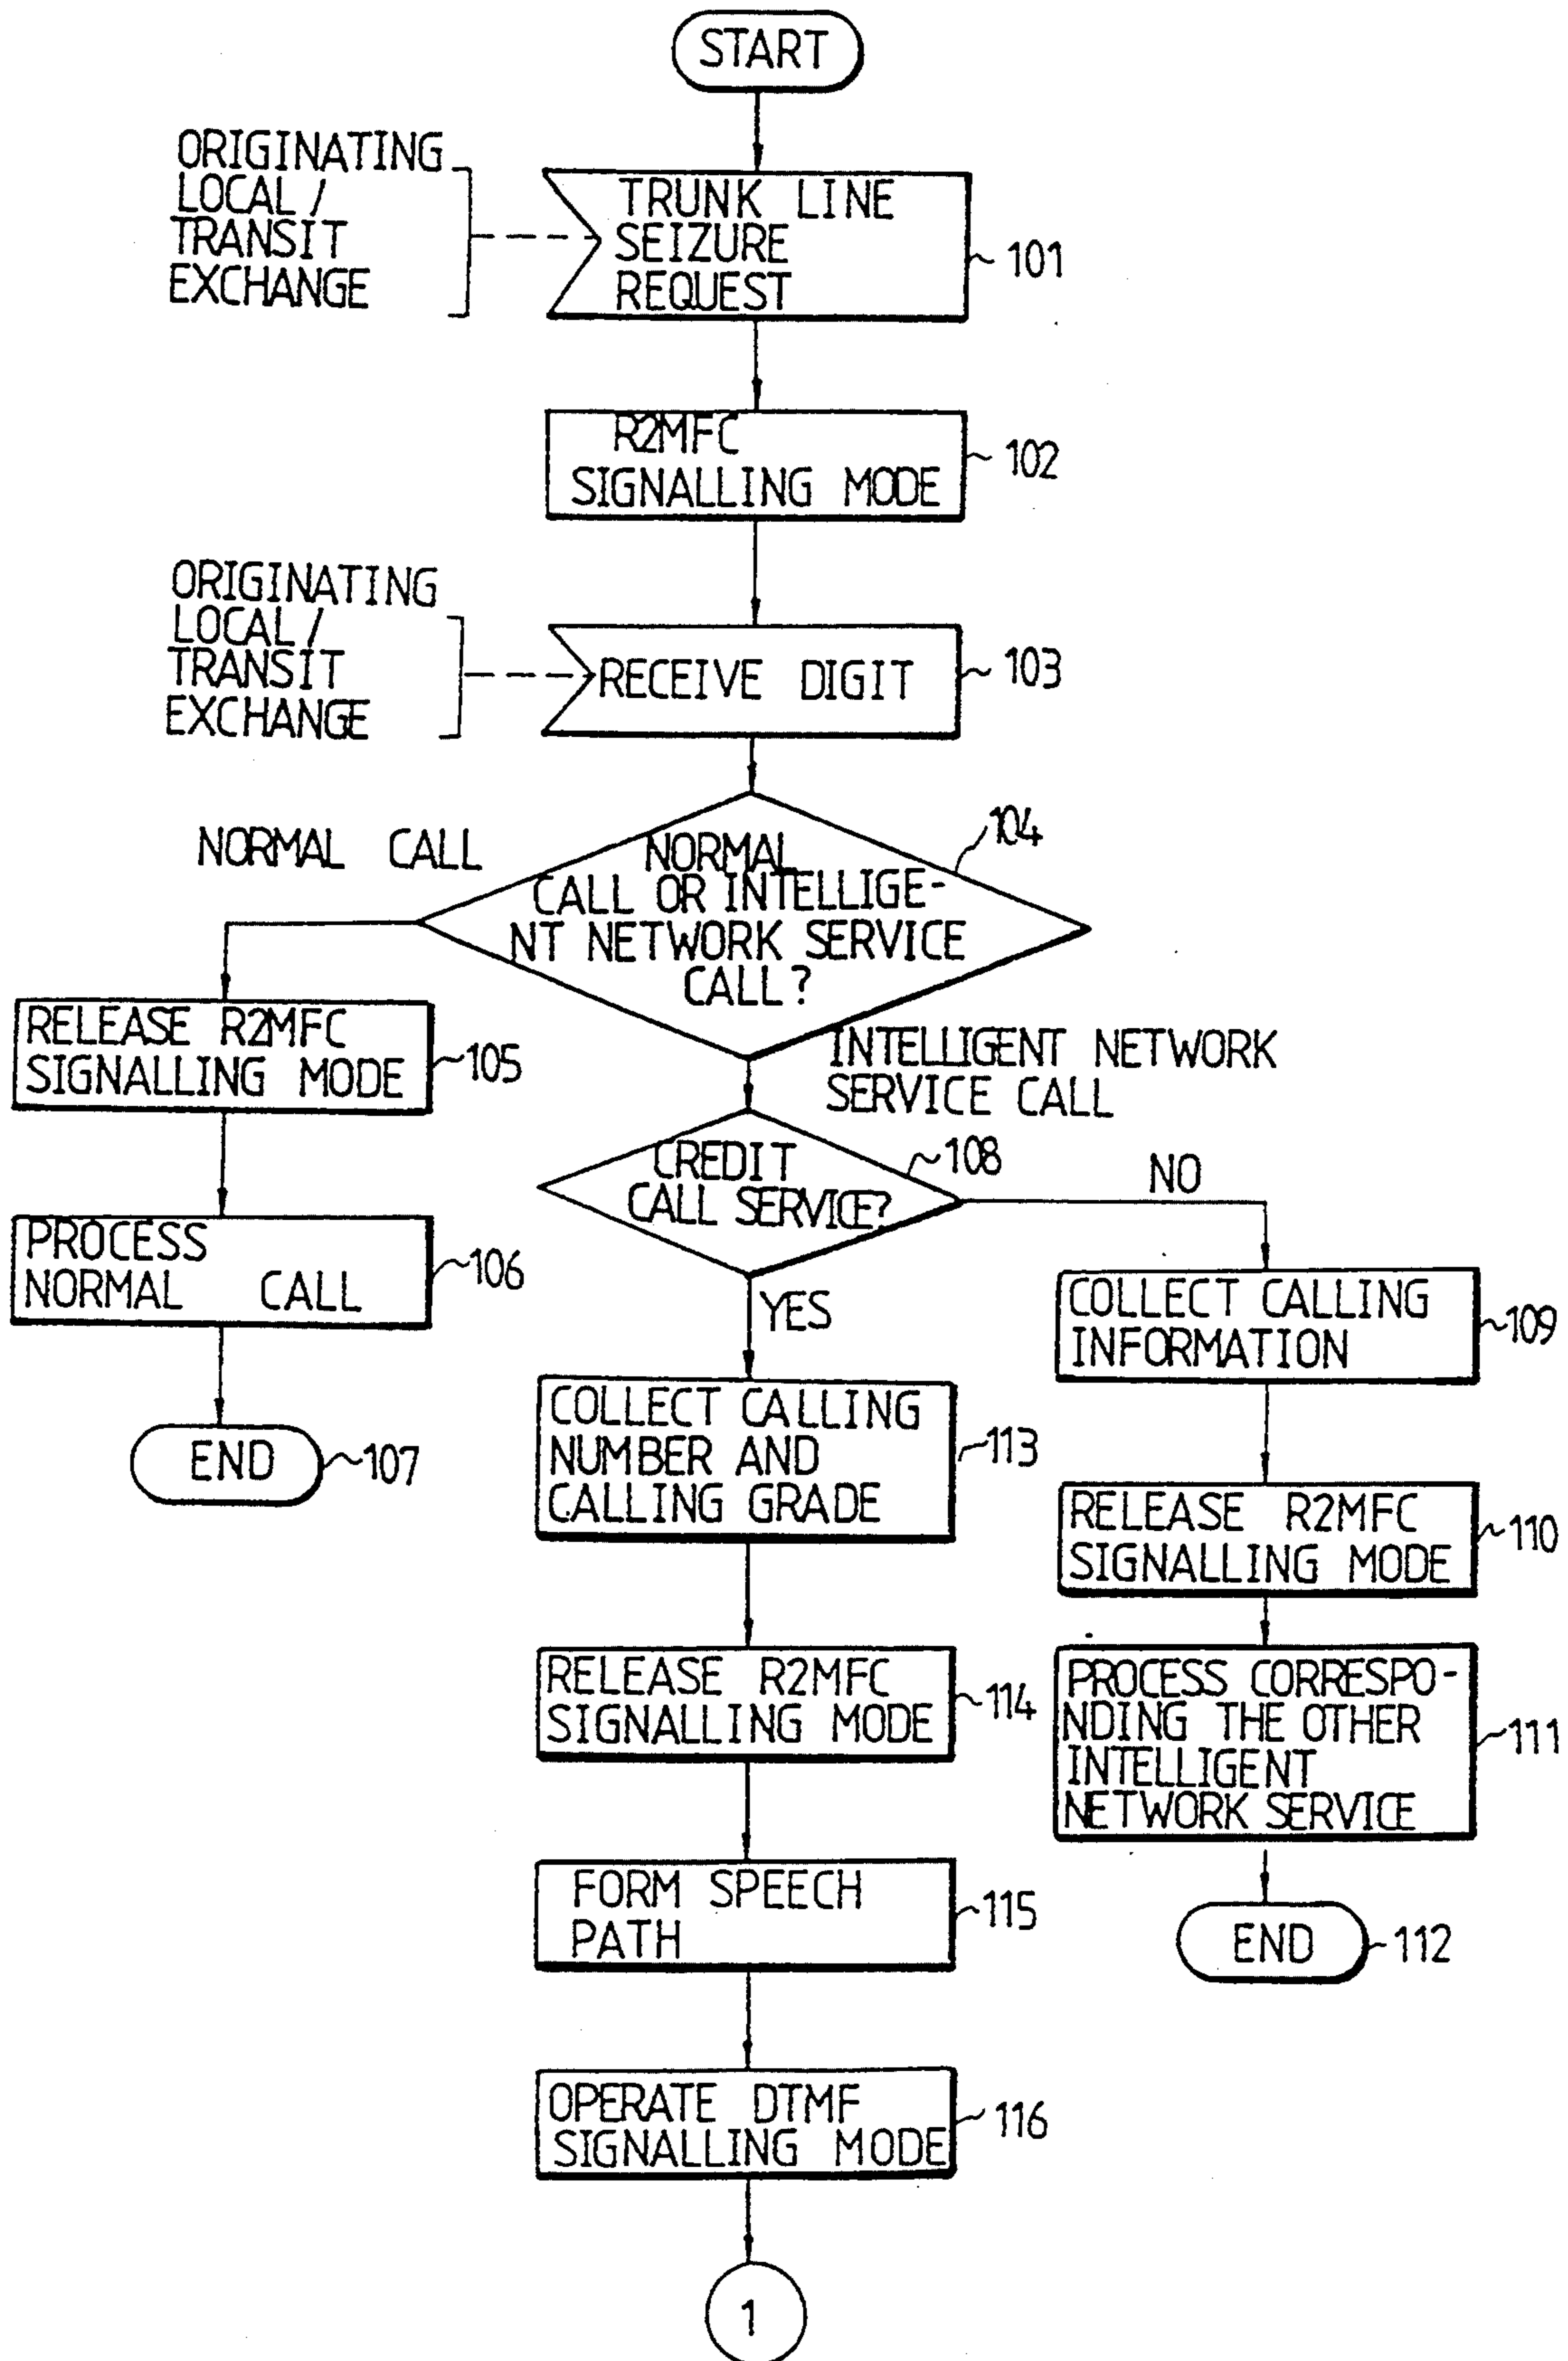 START
ORIGINATING
LOCAL /
TRANSIT
EXCHANGE
TRUNK LINE
SEIZURE
REQUEST
101
R2MFC
SIGNALLING MODE
102
ORIGINATING
LOCAL /
TRANSIT
EXCHANGE
RECEIVE DIGIT
103
NORMAL CALL
NORMAL
CALL OR INTELLIGE-
NT NETWORK SERVICE
CALL?
104
RELEASE R2MFC
SIGNALLING MODE
105
INTELLIGENT NETWORK
SERVICE CALL
PROCESS
NORMAL CALL
106
END
107
CREDIT
CALL SERVICE?
108
NO
YES
COLLECT CALLING
INFORMATION
109
RELEASE R2MFC
SIGNALLING MODE
110
PROCESS CORRESPO-
NDING THE OTHER
INTELLIGENT
NETWORK SERVICE
111
END
112
COLLECT CALLING
NUMBER AND
CALLING GRADE
113
RELEASE R2MFC
SIGNALLING MODE
114
FORM SPEECH
PATH
115
OPERATE DTMF
SIGNALLING MODE
116
1